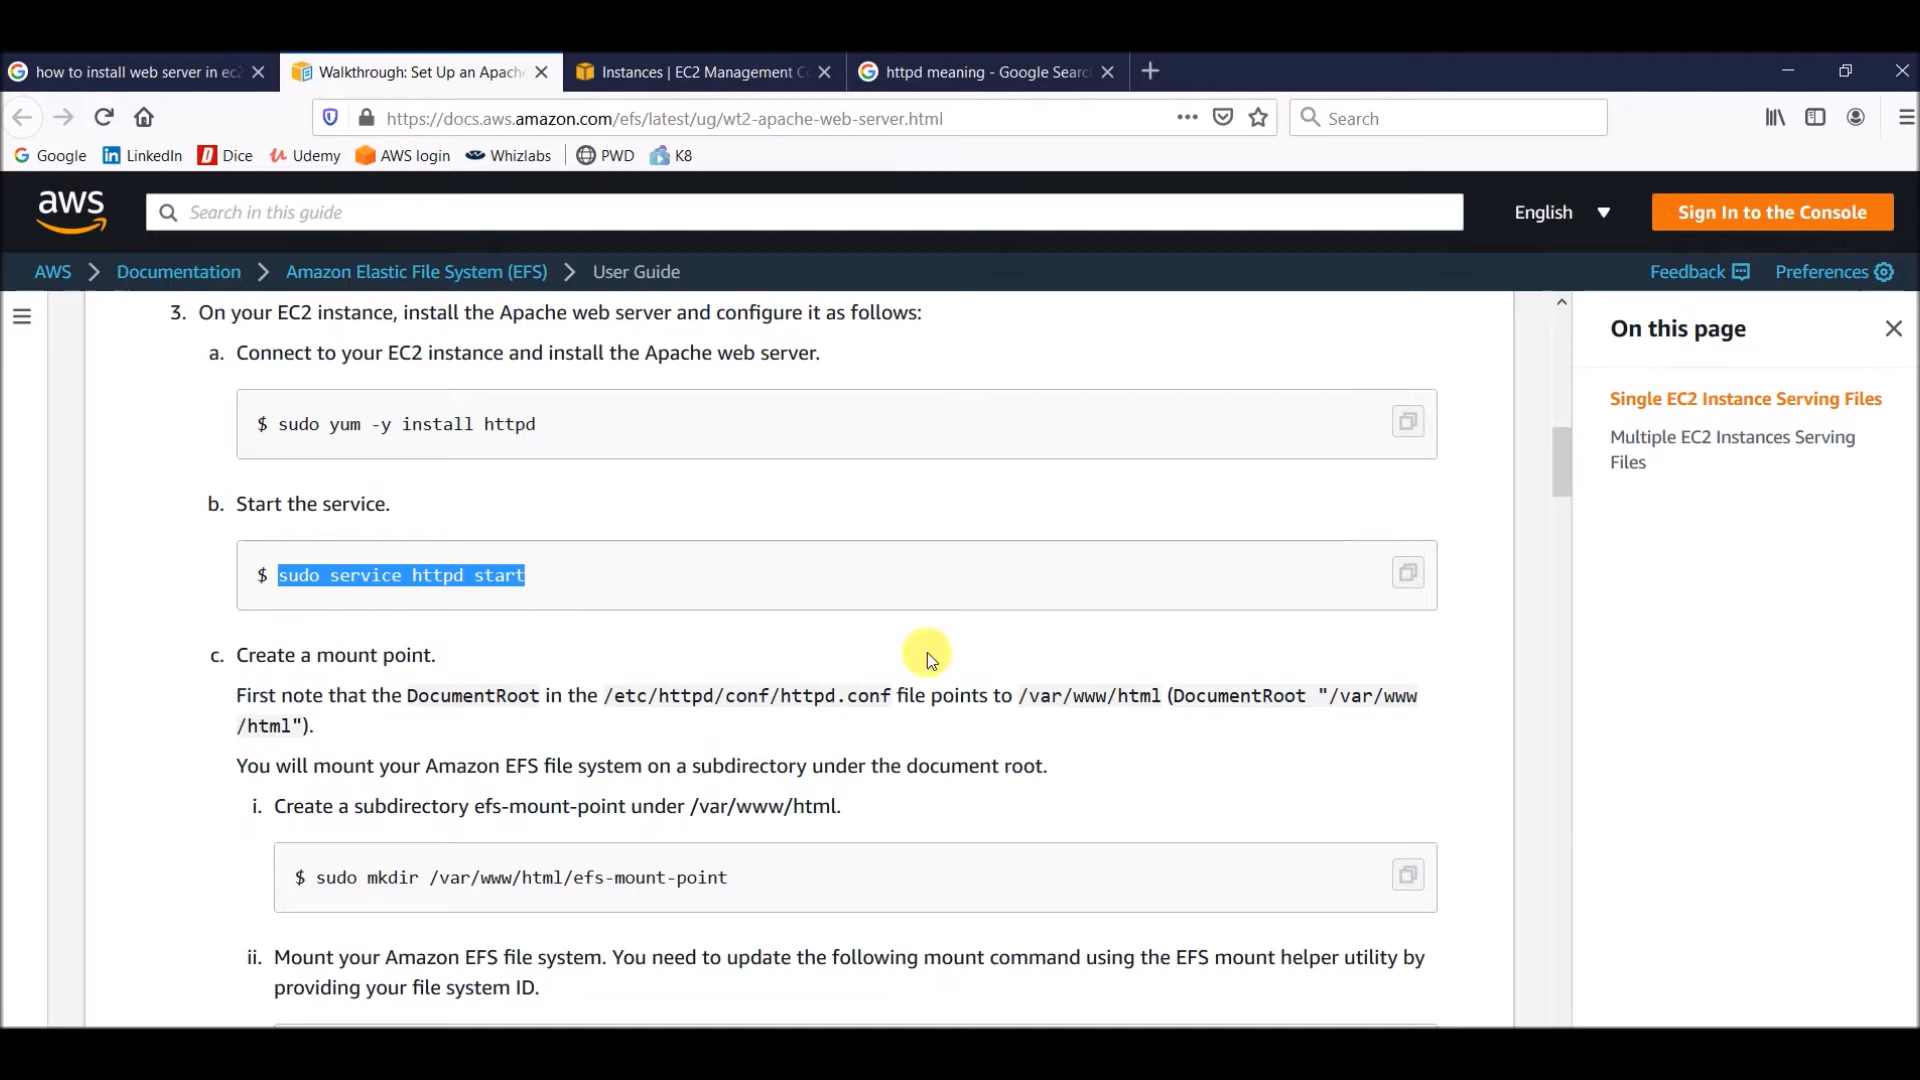 how to install web server in ec2
Walkthrough: Set Up an Apache
Instances | EC2 Management Co
httpd meaning - Google Searc
https://docs.aws.amazon.com/efs/latest/ug/wt2-apache-web-server.html
Search
Google
LinkedIn
Dice
Udemy
AWS login
Whizlabs
PWD
K8
aws
Search in this guide
English
Sign In to the Console
AWS
Documentation
Amazon Elastic File System (EFS)
User Guide
Feedback
Preferences
3. On your EC2 instance, install the Apache web server and configure it as follows:
a. Connect to your EC2 instance and install the Apache web server.
$ sudo yum -y install httpd
b. Start the service.
$ sudo service httpd start
c. Create a mount point.
First note that the DocumentRoot in the /etc/httpd/conf/httpd.conf file points to /var/www/html (DocumentRoot "/var/www
/html").
You will mount your Amazon EFS file system on a subdirectory under the document root.
i. Create a subdirectory efs-mount-point under /var/www/html.
$ sudo mkdir /var/www/html/efs-mount-point
ii. Mount your Amazon EFS file system. You need to update the following mount command using the EFS mount helper utility by
providing your file system ID.
On this page
Single EC2 Instance Serving Files
Multiple EC2 Instances Serving
Files